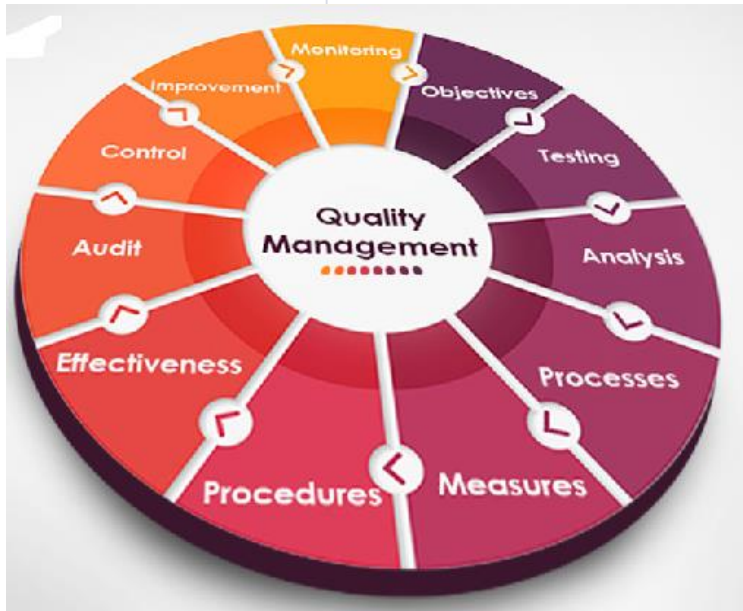 Monitoring
Objectives
Testing
Analysis
Processes
Measures
Procedures
Effectiveness
Audit
Control
Improvement
Quality
Management